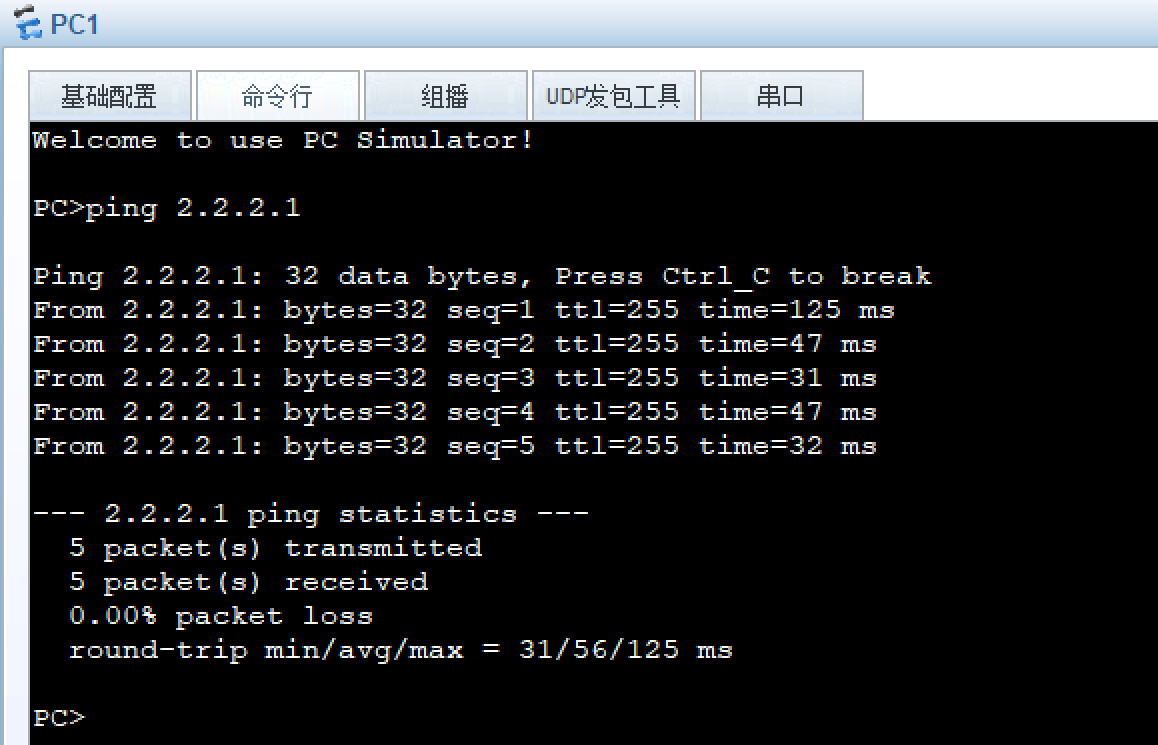 PC1
基础配置 命令行 组播 UDP发包工具 串口
Welcome to use PC Simulator!
PC>ping 2.2.2.1
Ping 2.2.2.1: 32 data bytes, Press Ctrl_C to break
From 2.2.2.1: bytes=32 seq=1 ttl=255 time=125 ms
From 2.2.2.1: bytes=32 seq=2 ttl=255 time=47 ms
From 2.2.2.1: bytes=32 seq=3 ttl=255 time=31 ms
From 2.2.2.1: bytes=32 seq=4 ttl=255 time=47 ms
From 2.2.2.1: bytes=32 seq=5 ttl=255 time=32 ms
--- 2.2.2.1 ping statistics ---
5 packet(s) transmitted
5 packet(s) received
0.00% packet loss
round-trip min/avg/max = 31/56/125 ms
PC>